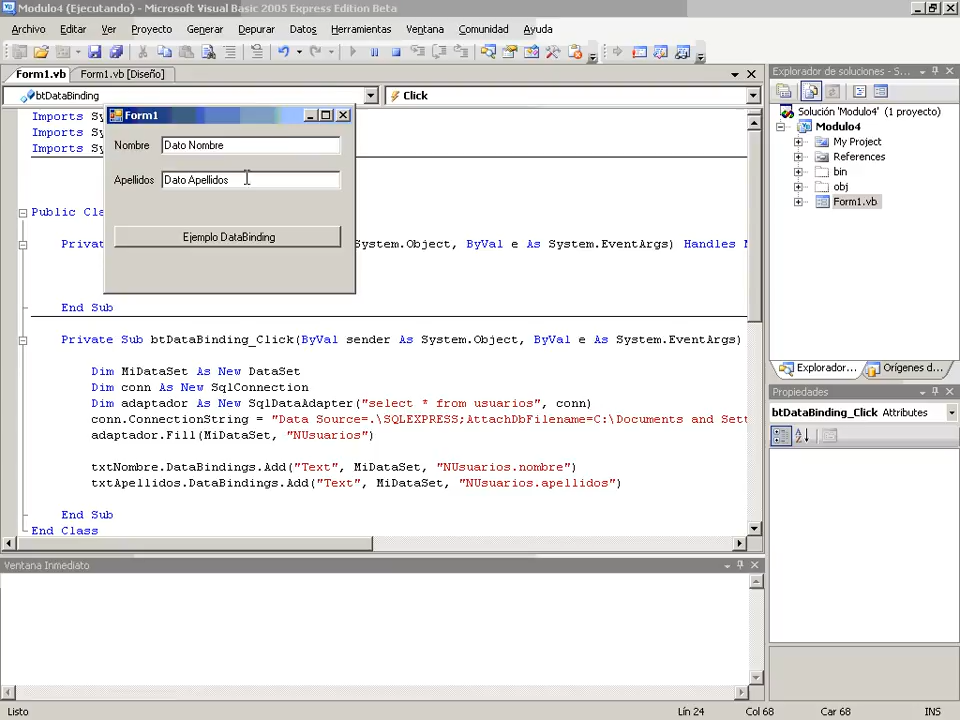 Modulo4 (Ejecutando) - Microsoft Visual Basic 2005 Express Edition Beta
Archivo Editar Ver Proyecto Generar Depurar Datos Herramientas Ventana Comunidad Ayuda
Form1.vb Form1.vb [Diseño]
btDataBinding Click
Imports Sy
Imports Sy
Imports Sy
Form1
Nombre Dato Nombre
Apellidos Dato Apellidos
Ejemplo DataBinding
Public Cla
Private System.Object, ByVal e As System.EventArgs) Handles M
End Sub
Private Sub btDataBinding_Click(ByVal sender As System.Object, ByVal e As System.EventArgs)
Dim MiDataSet As New DataSet
Dim conn As New SqlConnection
Dim adaptador As New SqlDataAdapter("select * from usuarios", conn)
conn.ConnectionString = "Data Source=.\SQLEXPRESS;AttachDbFilename=C:\Documents and Sett
adaptador.Fill(MiDataSet, "NUsuarios")
txtNombre.DataBindings.Add("Text", MiDataSet, "NUsuarios.nombre")
txtApellidos.DataBindings.Add("Text", MiDataSet, "NUsuarios.apellidos")
End Sub
End Class
Ventana Inmediato
Explorador de soluciones - S...
Solución 'Modulo4' (1 proyecto)
Modulo4
My Project
References
bin
obj
Form1.vb
Explorador... Orígenes d...
Propiedades
btDataBinding_Click Attributes
Listo Lín 24 Col 68 Car 68 INS